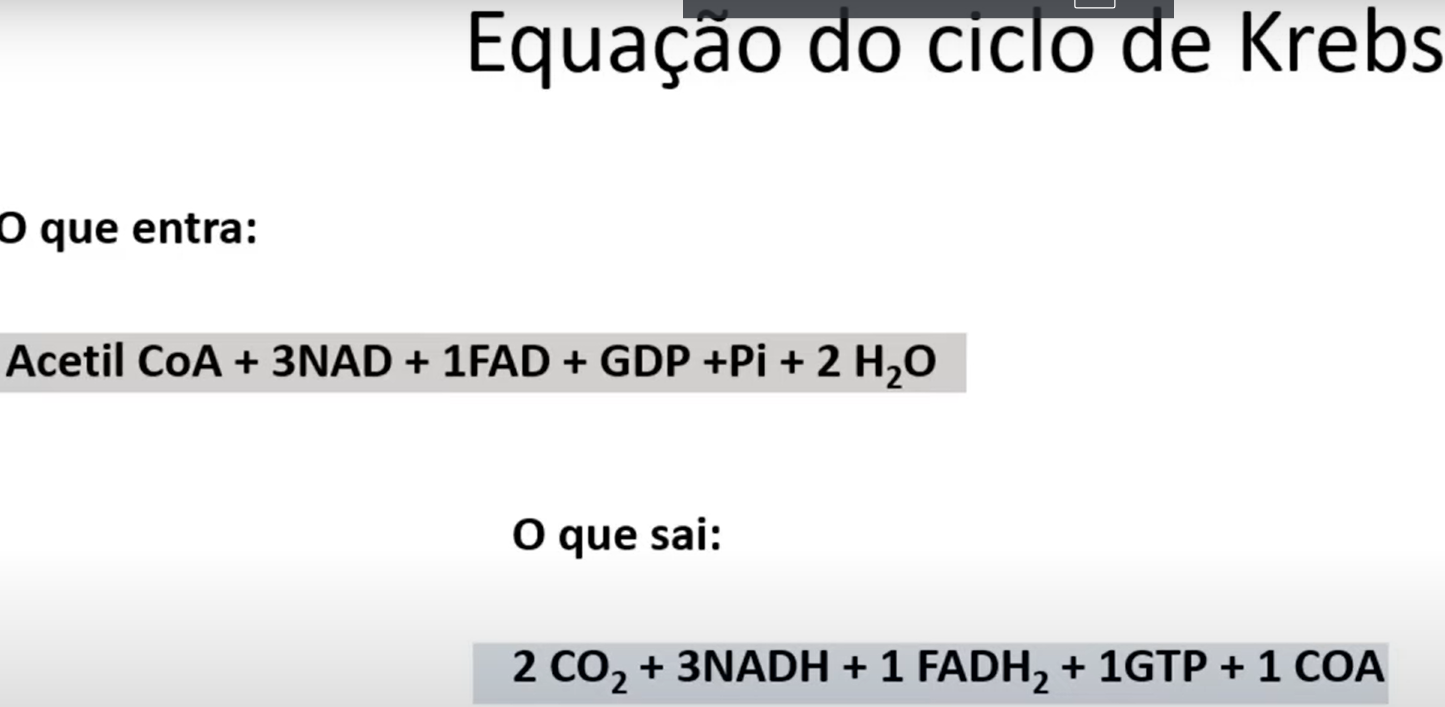 Equação do ciclo de Krebs
O que entra:
Acetil CoA + 3NAD + 1FAD + GDP +Pi + 2 H₂O
O que sai:
2 CO₂ + 3NADH + 1 FADH₂ + 1GTP + 1 COA